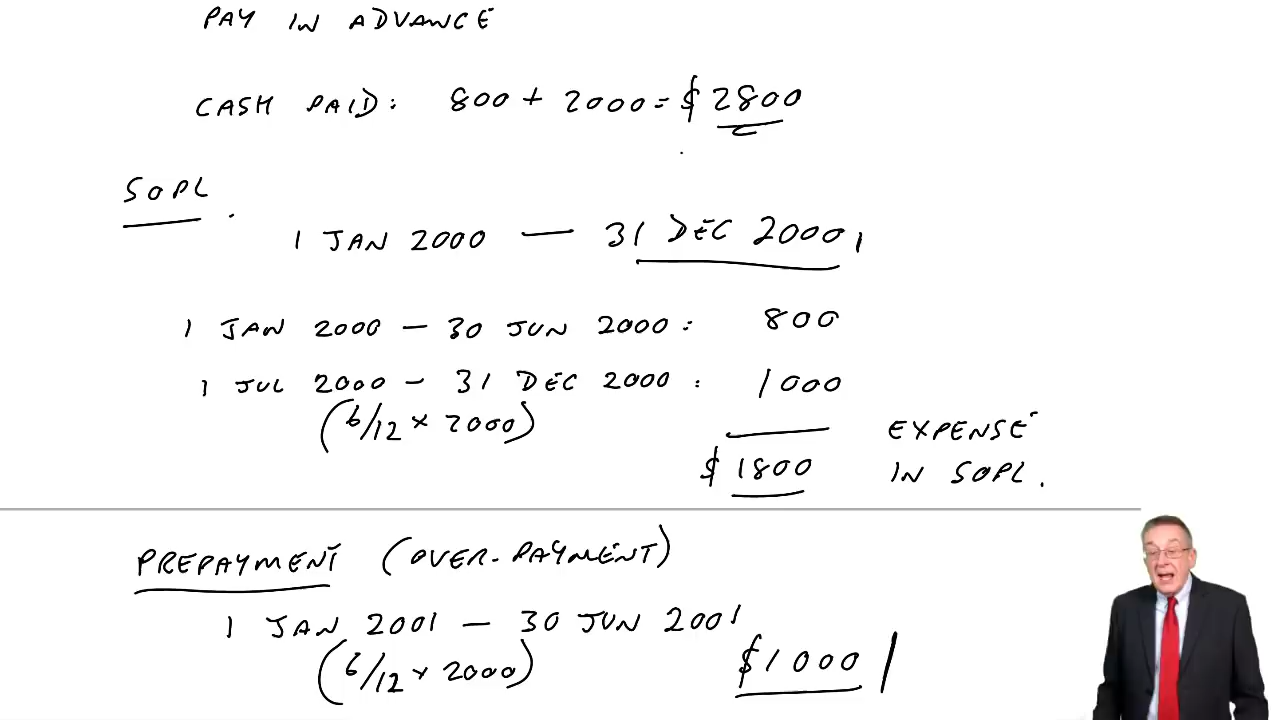 PAY IN ADVANCE
CASH PAID: 800 + 2000 = $2800
SOPL
1 JAN 2000 — 31 DEC 2000
1 JAN 2000 — 30 JUN 2000: 800
1 JUL 2000 — 31 DEC 2000: 1000
(6/12 × 2000)
$1800
EXPENSE
IN SOPL.
PREPAYMENT (OVER-PAYMENT)
1 JAN 2001 — 30 JUN 2001
(6/12 × 2000) $1000